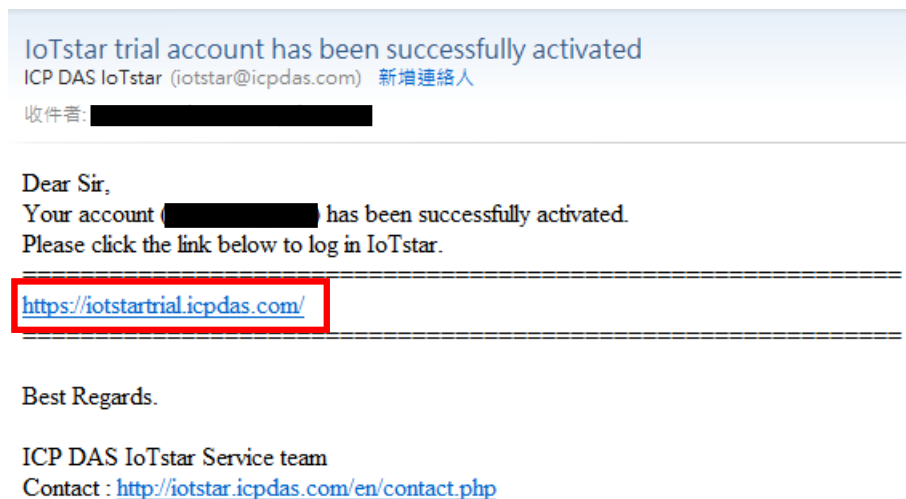 IoTstar trial account has been successfully activated
ICP DAS IoTstar (iotstar@icpdas.com) 新增連絡人
收件者:
Dear Sir,
Your account ( ) has been successfully activated.
Please click the link below to log in IoTstar.
=============================================================
https://iotstartrial.icpdas.com/
=============================================================
Best Regards.
ICP DAS IoTstar Service team
Contact : http://iotstar.icpdas.com/en/contact.php